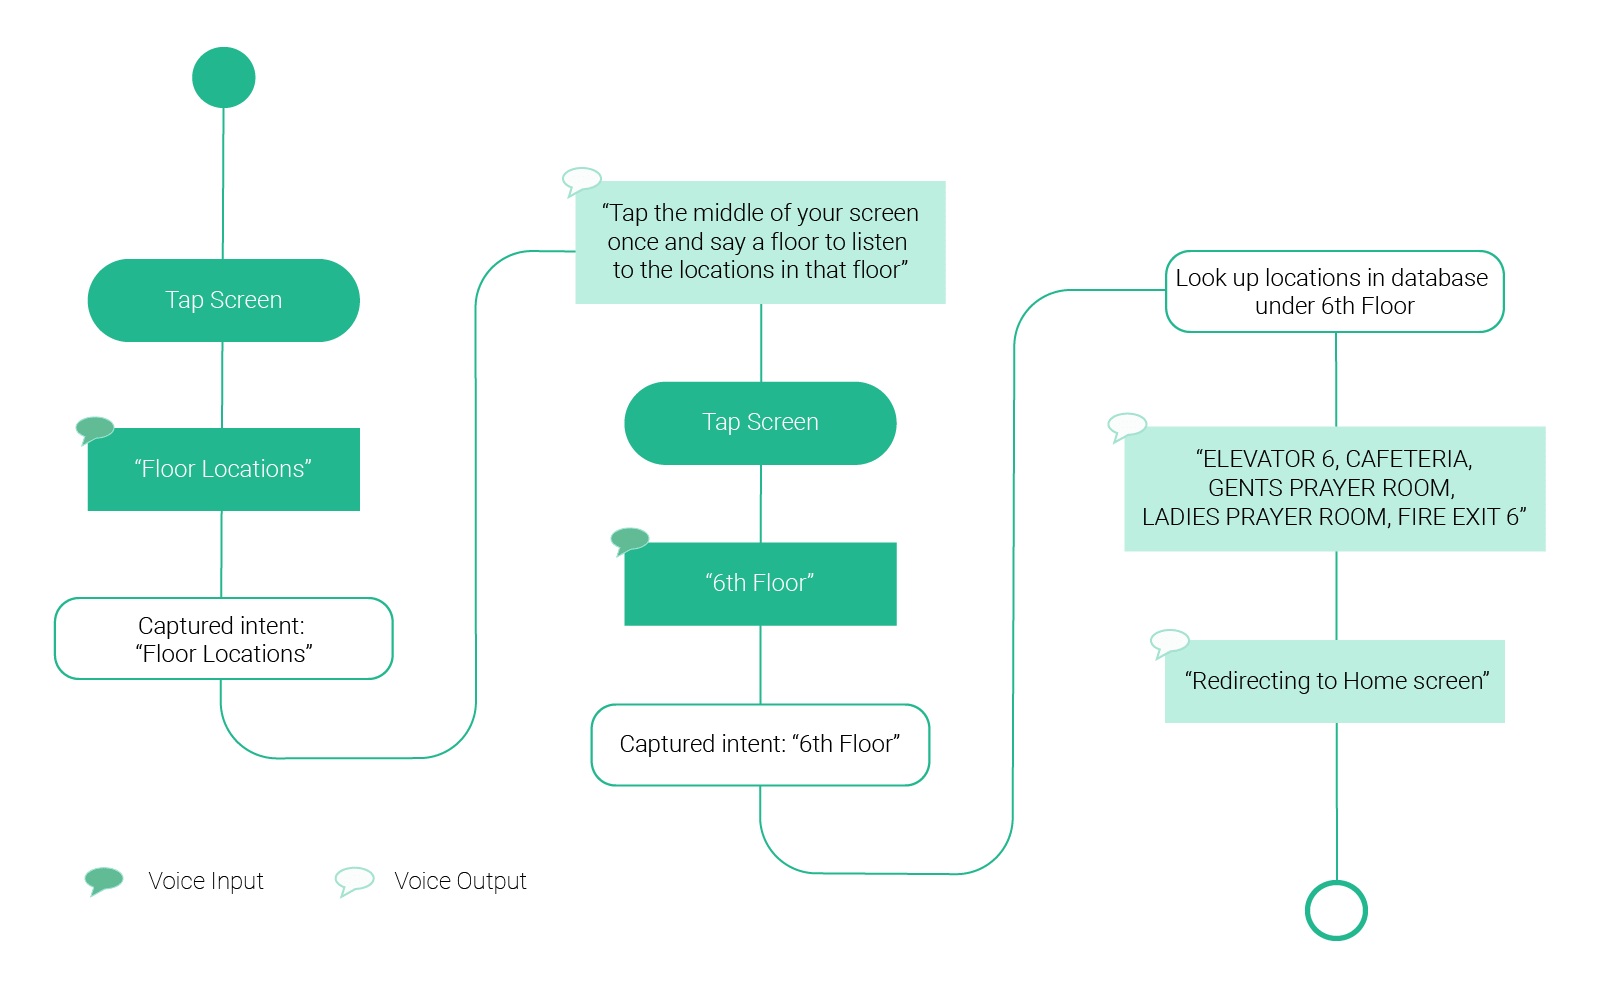 Tap Screen
“Floor Locations”
Captured intent:
“Floor Locations”
“Tap the middle of your screen
once and say a floor to listen
to the locations in that floor”
Tap Screen
“6th Floor”
Captured intent: “6th Floor”
Look up locations in database
under 6th Floor
“ELEVATOR 6, CAFETERIA,
GENTS PRAYER ROOM,
LADIES PRAYER ROOM, FIRE EXIT 6”
“Redirecting to Home screen”
Voice Input
Voice Output